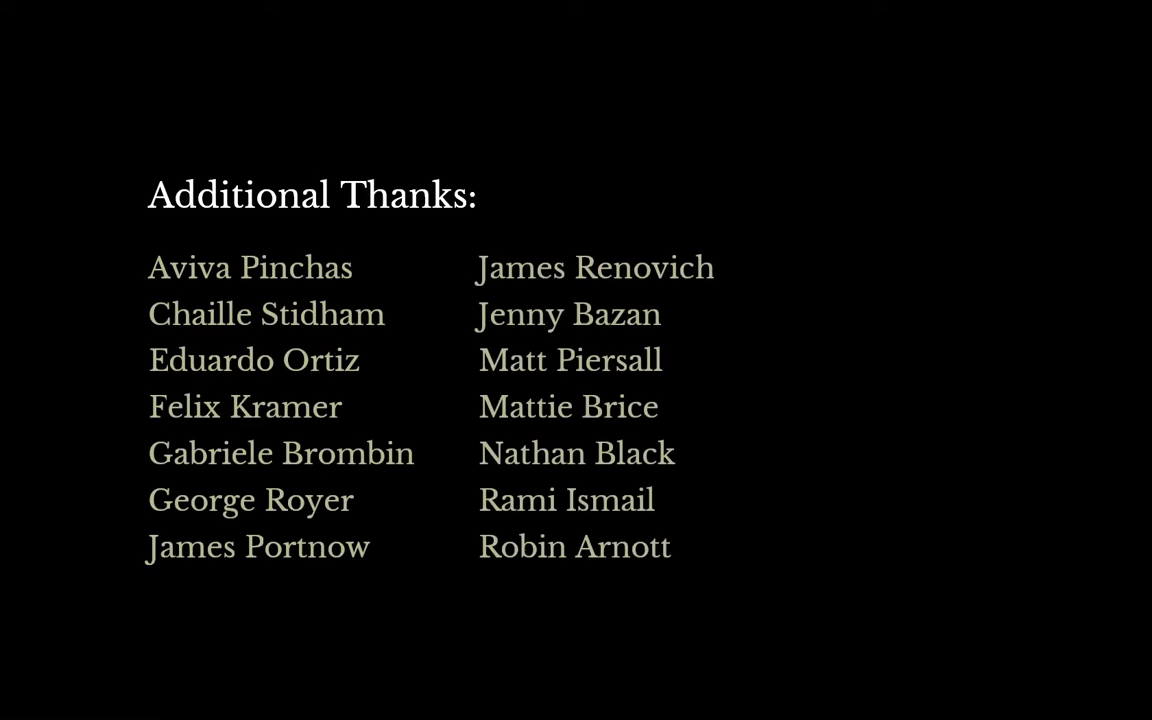 Additional Thanks:
Aviva Pinchas
Chaille Stidham
Eduardo Ortiz
Felix Kramer
Gabriele Brombin
George Royer
James Portnow
James Renovich
Jenny Bazan
Matt Piersall
Mattie Brice
Nathan Black
Rami Ismail
Robin Arnott